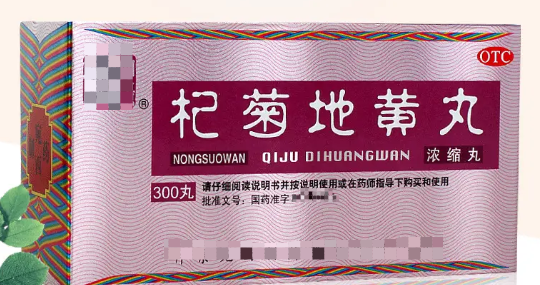 OTC
®
杞菊地黄丸
NONGSUOWAN QIJU DIHUANGWAN 浓缩丸
300丸 请仔细阅读说明书并按说明使用或在药师指导下购买和使用
批准文号：国药准字